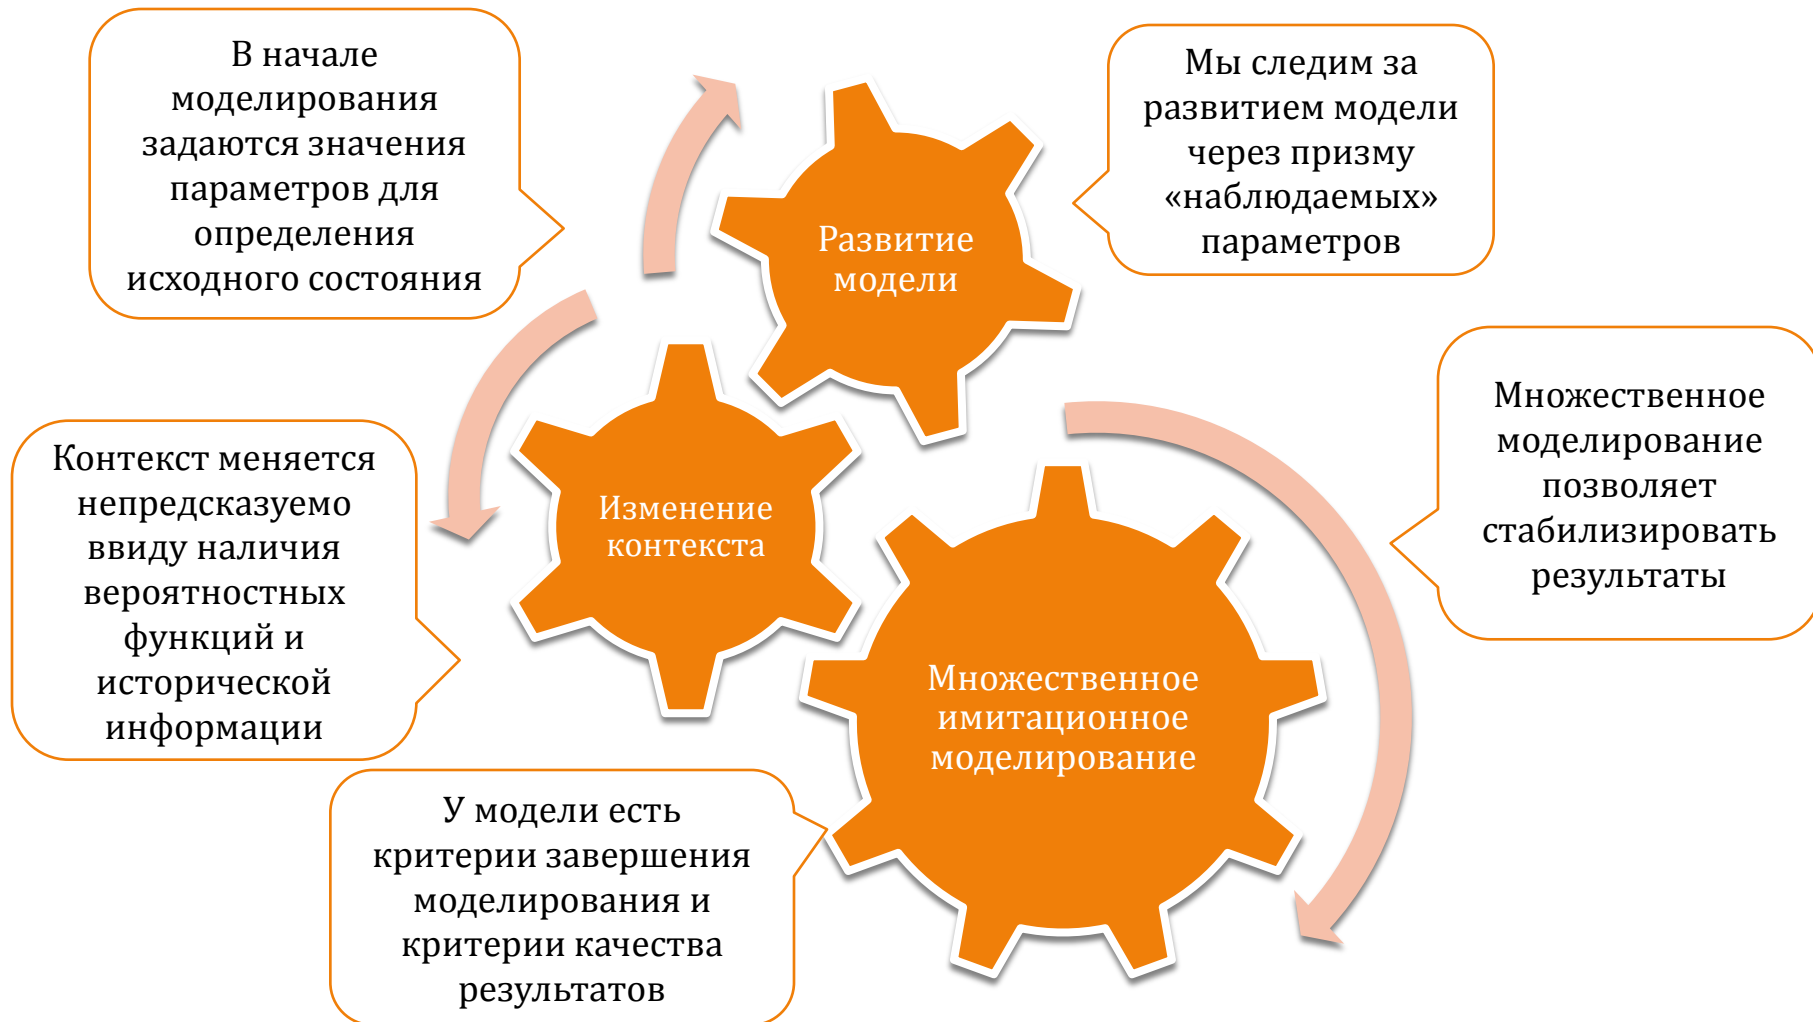 В начале
моделирования
задаются значения
параметров для
определения
исходного состояния
Мы следим за
развитием модели
через призму
«наблюдаемых»
параметров
Развитие
модели
Контекст меняется
непредсказуемо
ввиду наличия
вероятностных
функций и
исторической
информации
Изменение
контекста
Множественное
моделирование
позволяет
стабилизировать
результаты
Множественное
имитационное
моделирование
У модели есть
критерии завершения
моделирования и
критерии качества
результатов